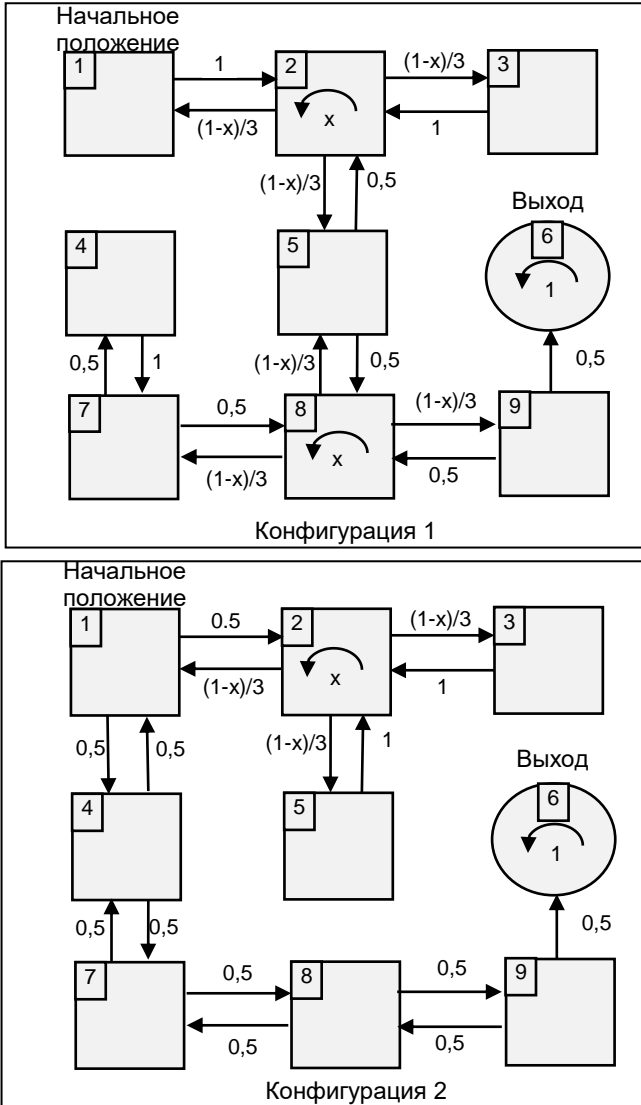 Начальное
положение
1
1
2
(1-x)/3
3
x
(1-x)/3
1
(1-x)/3
0,5
Выход
4
5
6
1
0,5
1
(1-x)/3
0,5
0,5
7
0,5
8
(1-x)/3
9
x
(1-x)/3
0,5
Конфигурация 1
Начальное
положение
1
0.5
2
(1-x)/3
3
x
(1-x)/3
1
0,5
0,5
(1-x)/3
1
Выход
4
5
6
1
0,5
0,5
0,5
7
0,5
8
0,5
9
0,5
0,5
Конфигурация 2